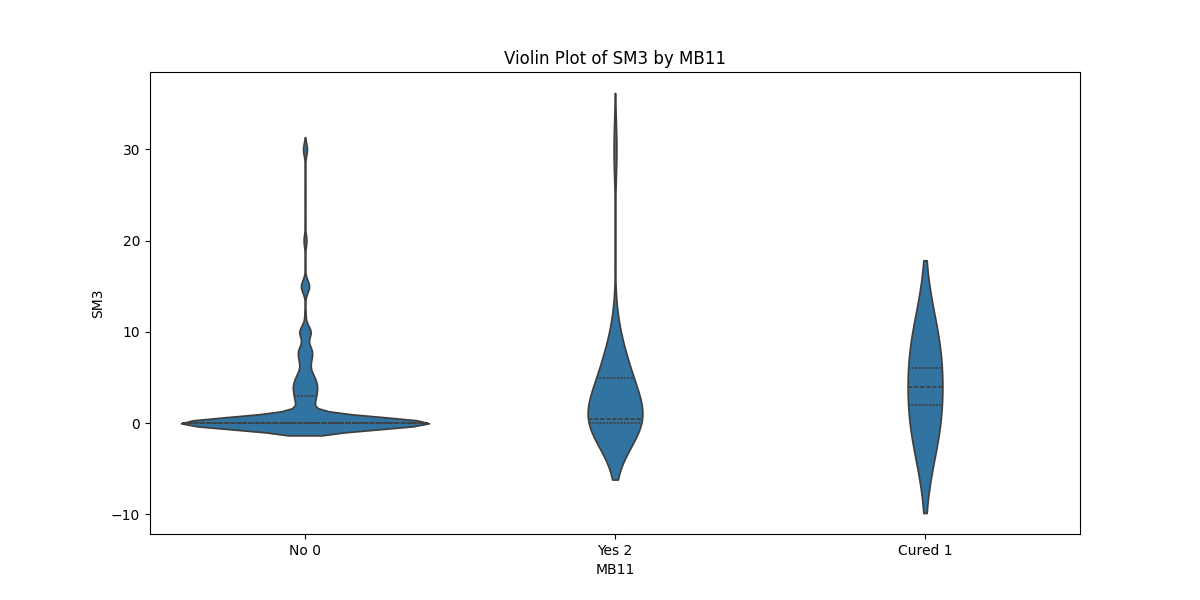 Violin Plot of SM3 by MB11
SM3
30
20
10
0
−10
No 0
Yes 2
Cured 1
MB11